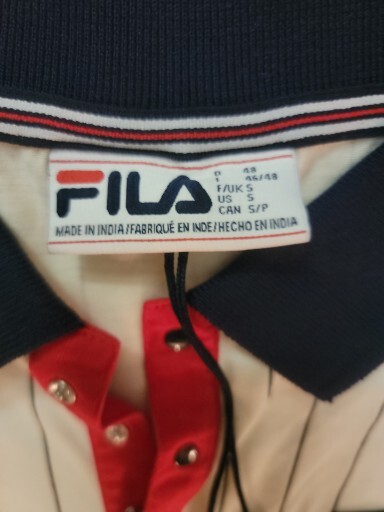 FILA
D 48
I 46/48
F/UK S
US S
CAN S/P
MADE IN INDIA/FABRIQUÉ EN INDE/HECHO EN INDIA